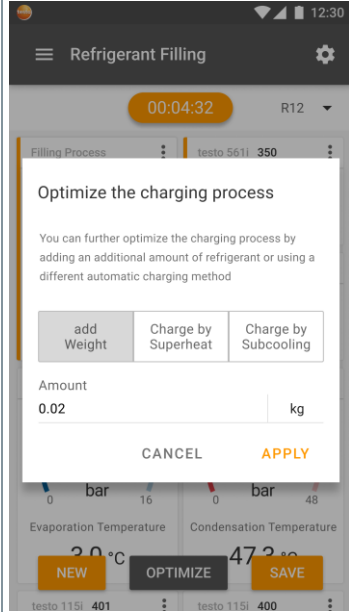 12:30
Refrigerant Filling
00:04:32 R12
Filling Process testo 561i 350
Optimize the charging process
You can further optimize the charging process by
adding an additional amount of refrigerant or using a
different automatic charging method
add Weight
Charge by Superheat
Charge by Subcooling
Amount
0.02 kg
CANCEL APPLY
bar bar
0 16 0 48
Evaporation Temperature Condensation Temperature
°C 47.3
NEW OPTIMIZE SAVE
testo 115i 401 testo 115i 400